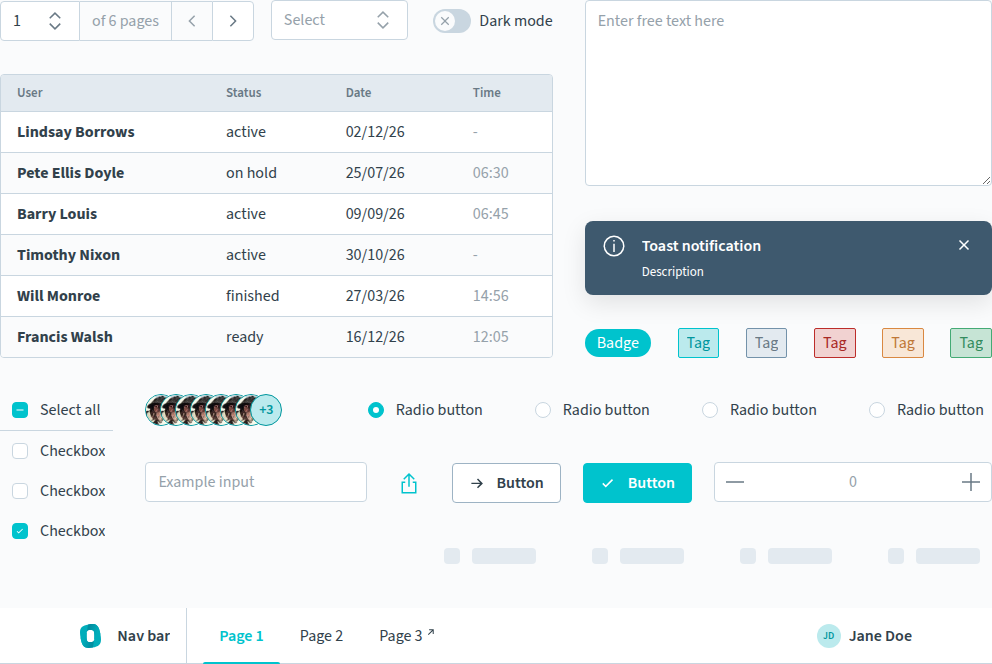 1 of 6 pages Select Dark mode
Enter free text here
User Status Date Time
Lindsay Borrows active 02/12/26 -
Pete Ellis Doyle on hold 25/07/26 06:30
Barry Louis active 09/09/26 06:45
Timothy Nixon active 30/10/26 -
Will Monroe finished 27/03/26 14:56
Francis Walsh ready 16/12/26 12:05
Toast notification
Description
Badge Tag Tag Tag Tag Tag
Select all
Checkbox
Checkbox
Checkbox
+3 Radio button Radio button Radio button Radio button
Example input Button Button 0
Nav bar Page 1 Page 2 Page 3 JD Jane Doe